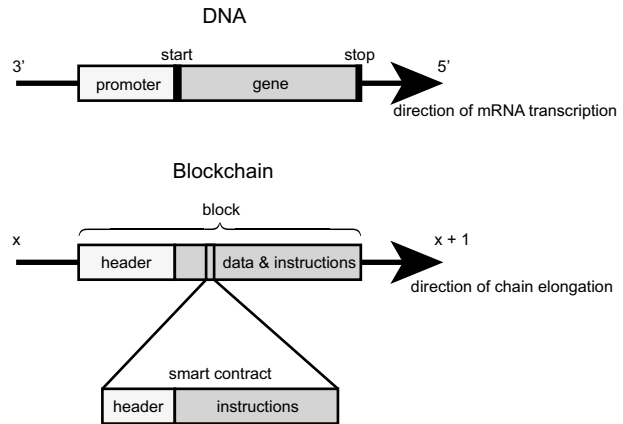 DNA
start
stop
3’
5’
promoter
gene
direction of mRNA transcription
Blockchain
block
x
x + 1
header
data & instructions
direction of chain elongation
smart contract
header
instructions